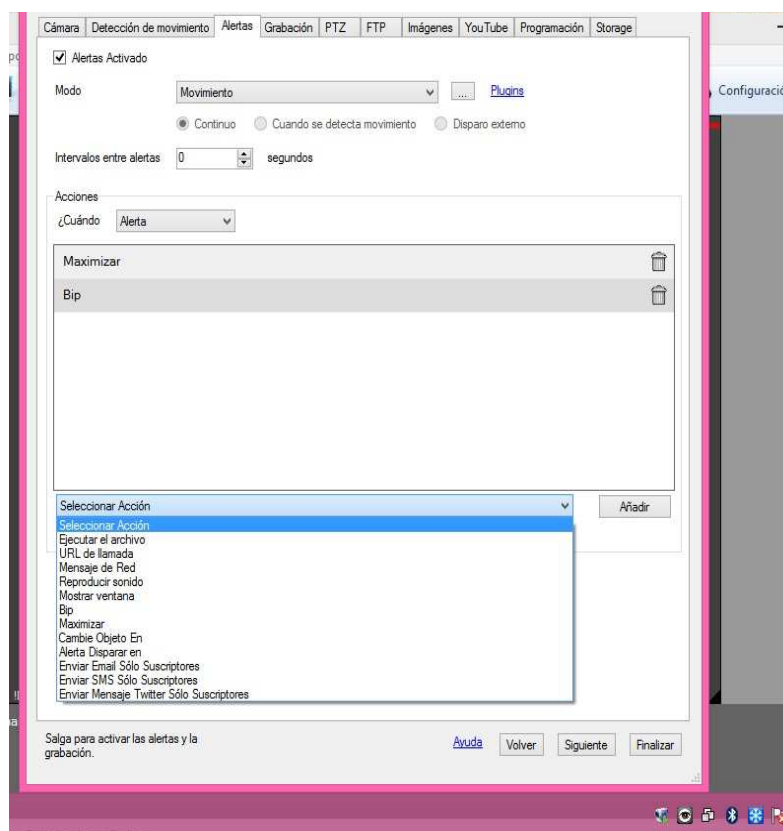 Cámara Detección de movimiento Alertas Grabación PTZ FTP Imágenes YouTube Programación Storage
Alertas Activado
Modo Movimiento ... Plugins
Continuo Cuando se detecta movimiento Disparo externo
Intervalos entre alertas 0 segundos
Acciones
¿Cuándo Alerta
Maximizar
Bip
Seleccionar Acción Añadir
Seleccionar Acción
Ejecutar el archivo
URL de llamada
Mensaje de Red
Reproducir sonido
Mostrar ventana
Bip
Maximizar
Cambie Objeto En
Alerta Disparar en
Enviar Email Sólo Suscriptores
Enviar SMS Sólo Suscriptores
Enviar Mensaje Twitter Sólo Suscriptores
Salga para activar las alertas y la
grabación.
Ayuda Volver Siguiente Finalizar